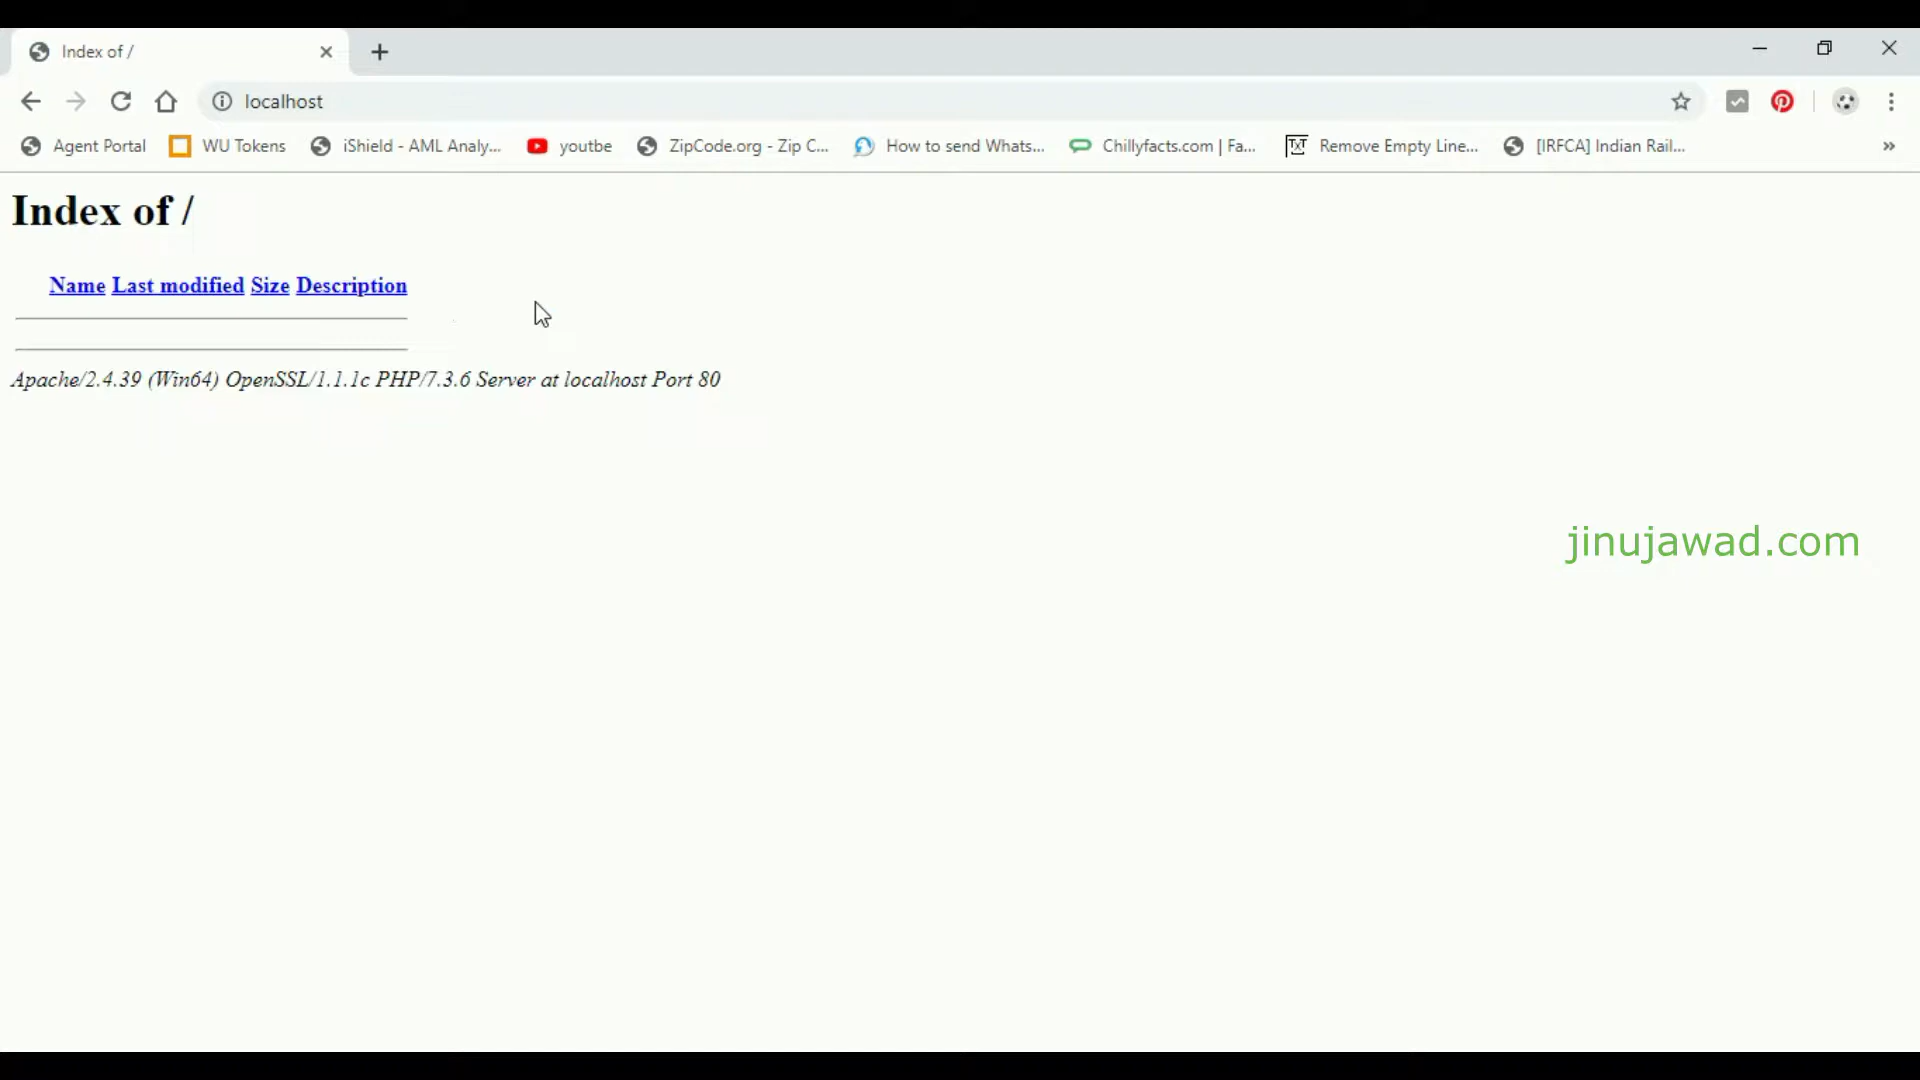 Index of /
localhost
Agent Portal WU Tokens iShield - AML Analy... youtbe ZipCode.org - Zip C... How to send Whats... Chillyfacts.com | Fa... TXT Remove Empty Line... [IRFCA] Indian Rail... »
Index of /
Name Last modified Size Description
Apache/2.4.39 (Win64) OpenSSL/1.1.1c PHP/7.3.6 Server at localhost Port 80
jinujawad.com